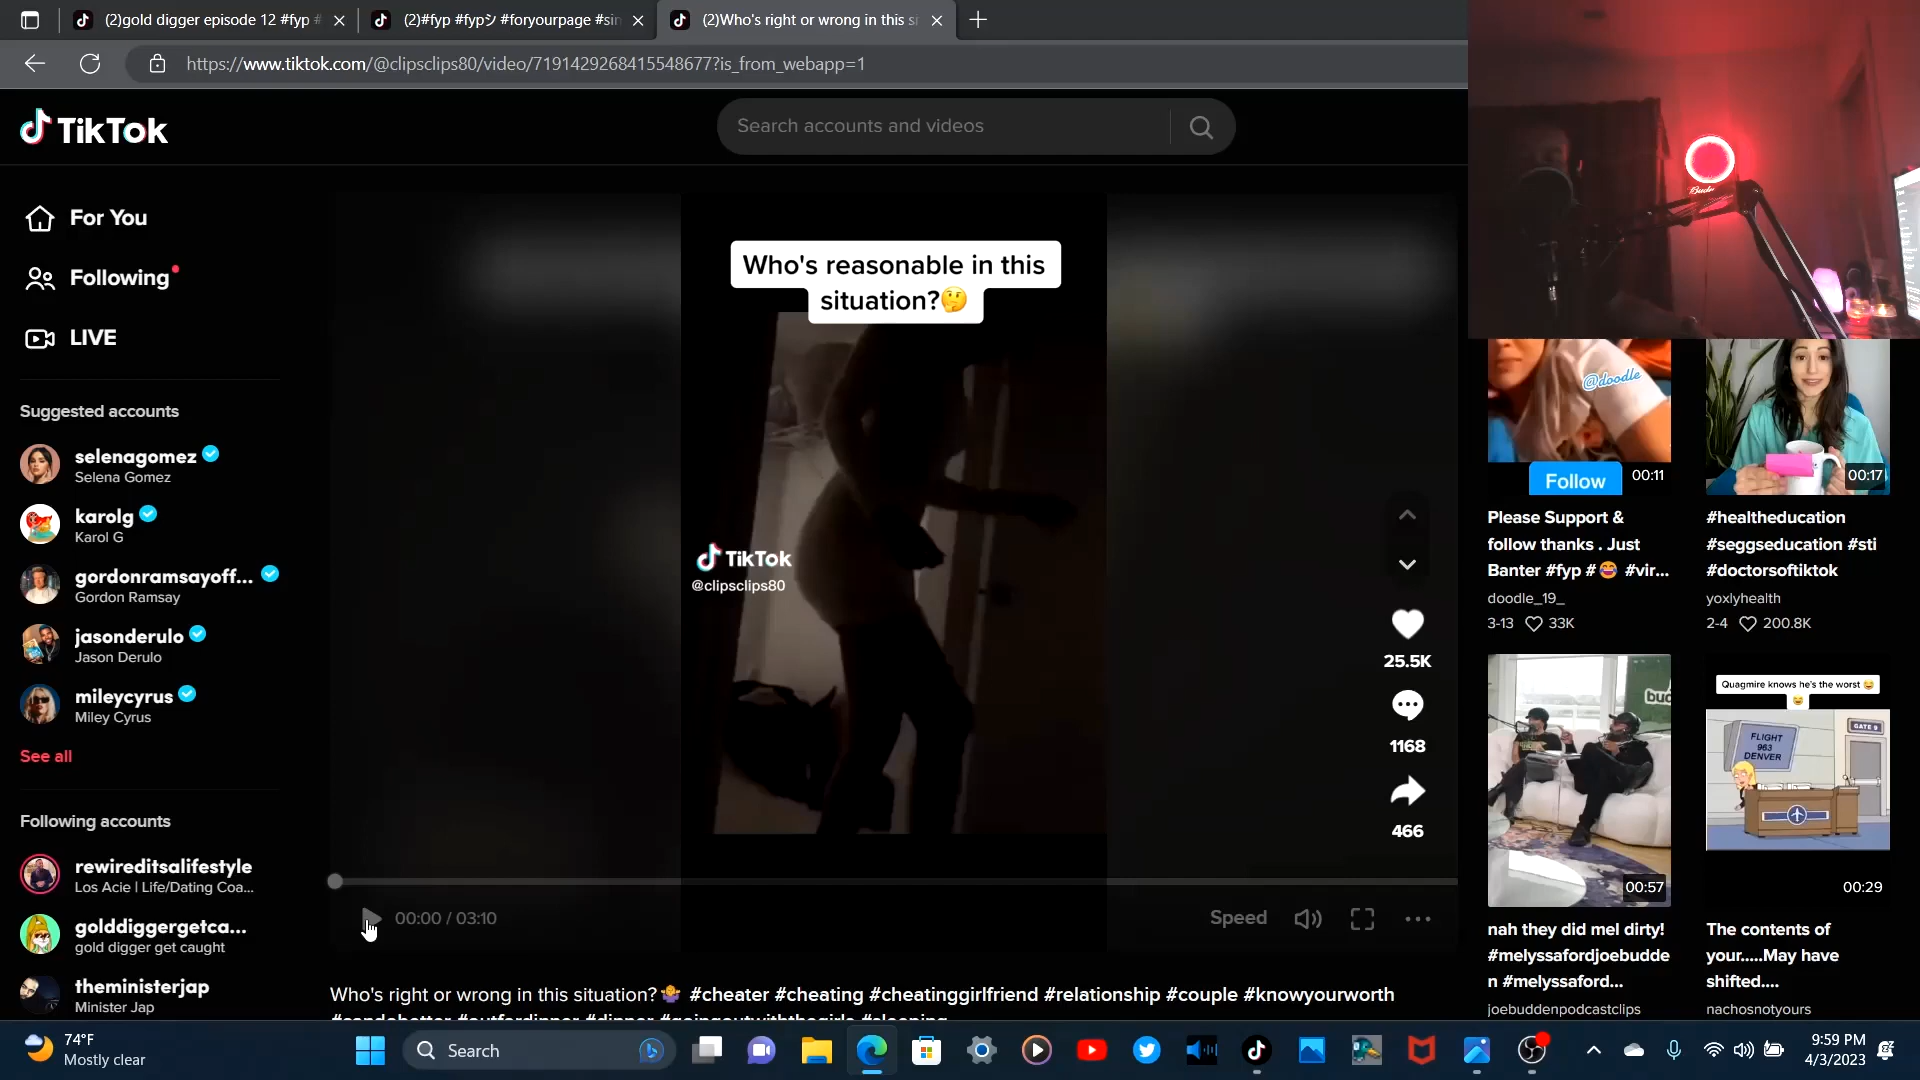 (2)gold digger episode 12 #fyp #
(2)#fyp #fypシ #foryourpage #sin
(2)Who's right or wrong in this si
https://www.tiktok.com/@clipsclips80/video/7191429268415548677?is_from_webapp=1
TikTok
Search accounts and videos
For You
Following
LIVE
Suggested accounts
selenagomez
Selena Gomez
karolg
Karol G
gordonramsayoff...
Gordon Ramsay
jasonderulo
Jason Derulo
mileycyrus
Miley Cyrus
See all
Following accounts
rewireditsalifestyle
Los Acie | Life/Dating Coa...
golddiggergetca...
gold digger get caught
theministerjap
Minister Jap
Who's reasonable in this
situation?🤔
TikTok
@clipsclips80
25.5K
1168
466
00:00 / 03:10
Speed
Who's right or wrong in this situation?🤷 #cheater #cheating #cheatinggirlfriend #relationship #couple #knowyourworth
@doodle
Follow
00:11
Please Support &
follow thanks . Just
Banter #fyp #😂 #vir...
doodle_19_
3-13 33K
00:17
#healtheducation
#seggseducation #sti
#doctorsoftiktok
yoxlyhealth
2-4 200.8K
00:57
nah they did mel dirty!
#melyssafordjoebudde
n #melyssaford...
joebuddenpodcastclips
Quagmire knows he's the worst 😂
GATE 9
FLIGHT
963
DENVER
00:29
The contents of
your.....May have
shifted....
nachosnotyours
74°F
Mostly clear
Search
9:59 PM
4/3/2023